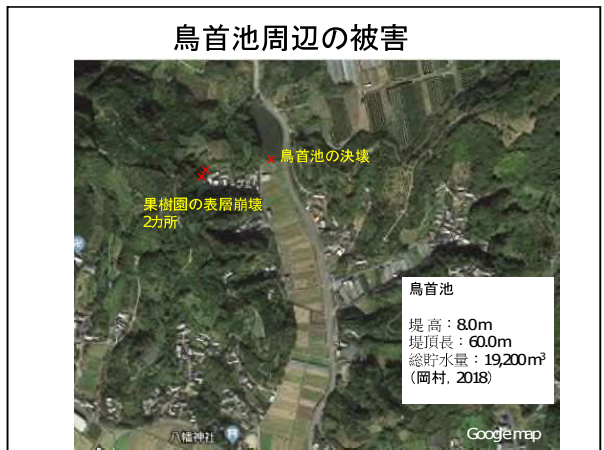 鳥首池周辺の被害
鳥首池の決壊
果樹園の表層崩壊
2カ所
鳥首池
堤 高：8.0m
堤頂長：60.0m
総貯水量：19,200m³
（岡村，2018）
八幡神社
Google map